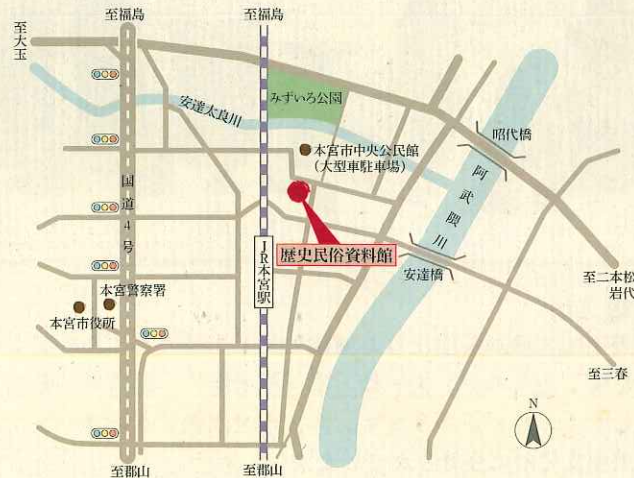 至福島
至福島
至大玉
安達太良川
みずいろ公園
昭代橋
本宮市中央公民館
(大型車駐車場)
阿武隈川
国道4号
JR本宮駅
歴史民俗資料館
安達橋
至二本松
岩代
本宮警察署
本宮市役所
至三春
N
至郡山
至郡山